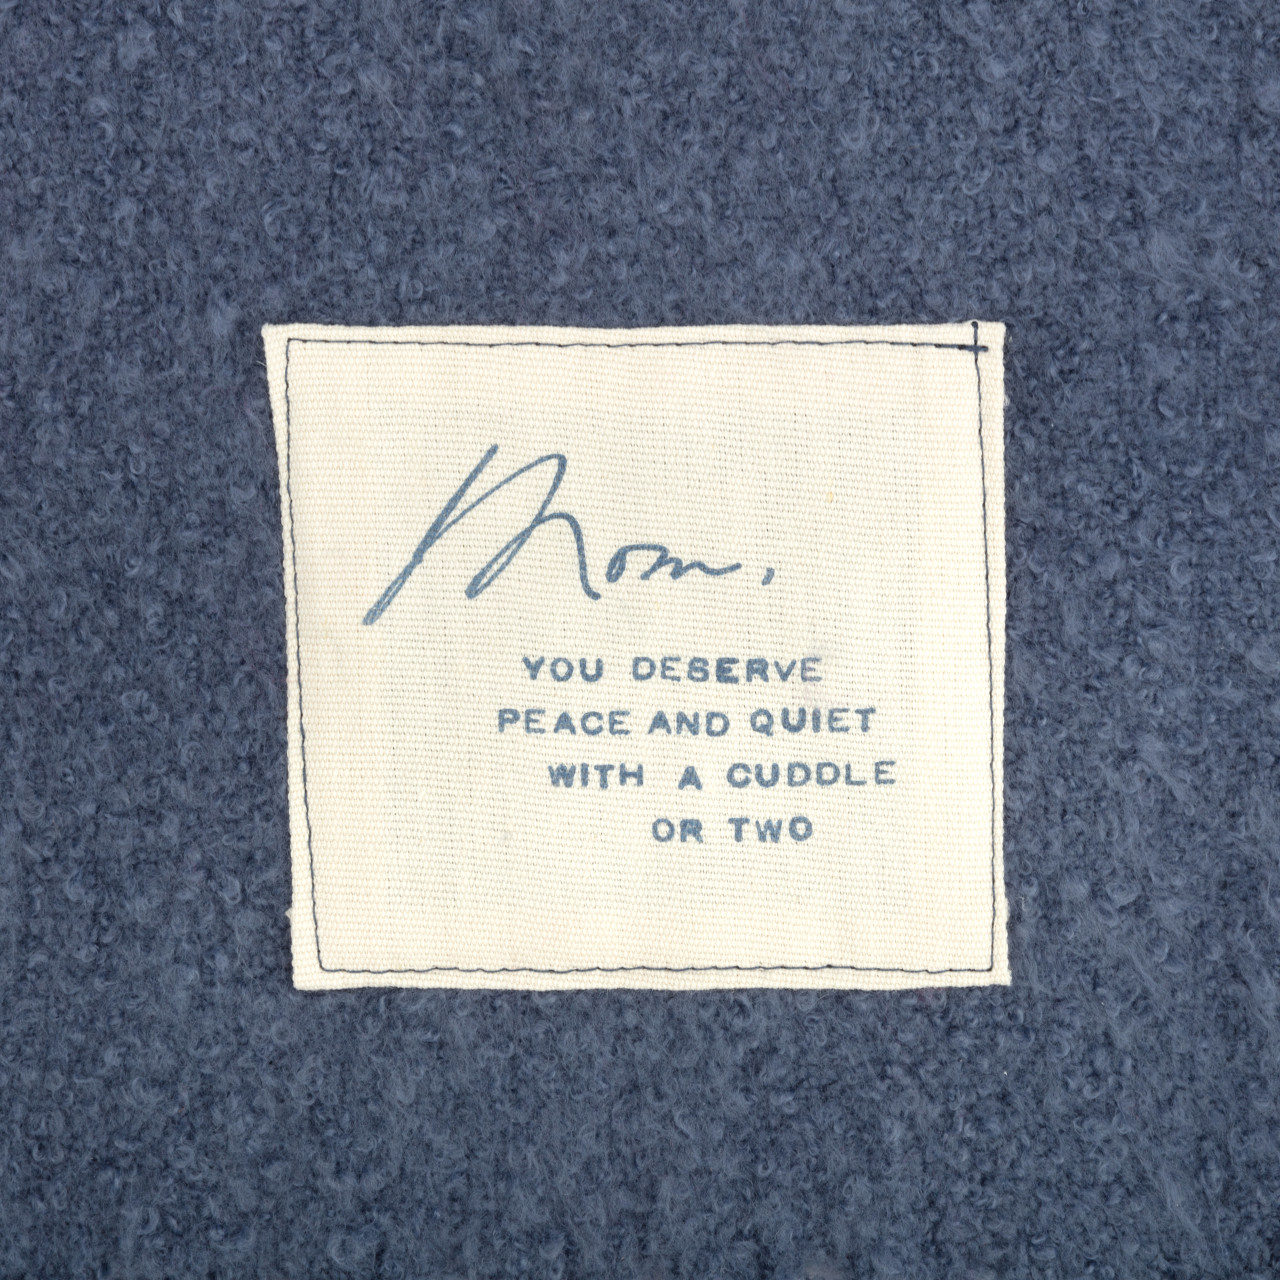 Mom,
YOU DESERVE
PEACE AND QUIET
WITH A CUDDLE
OR TWO